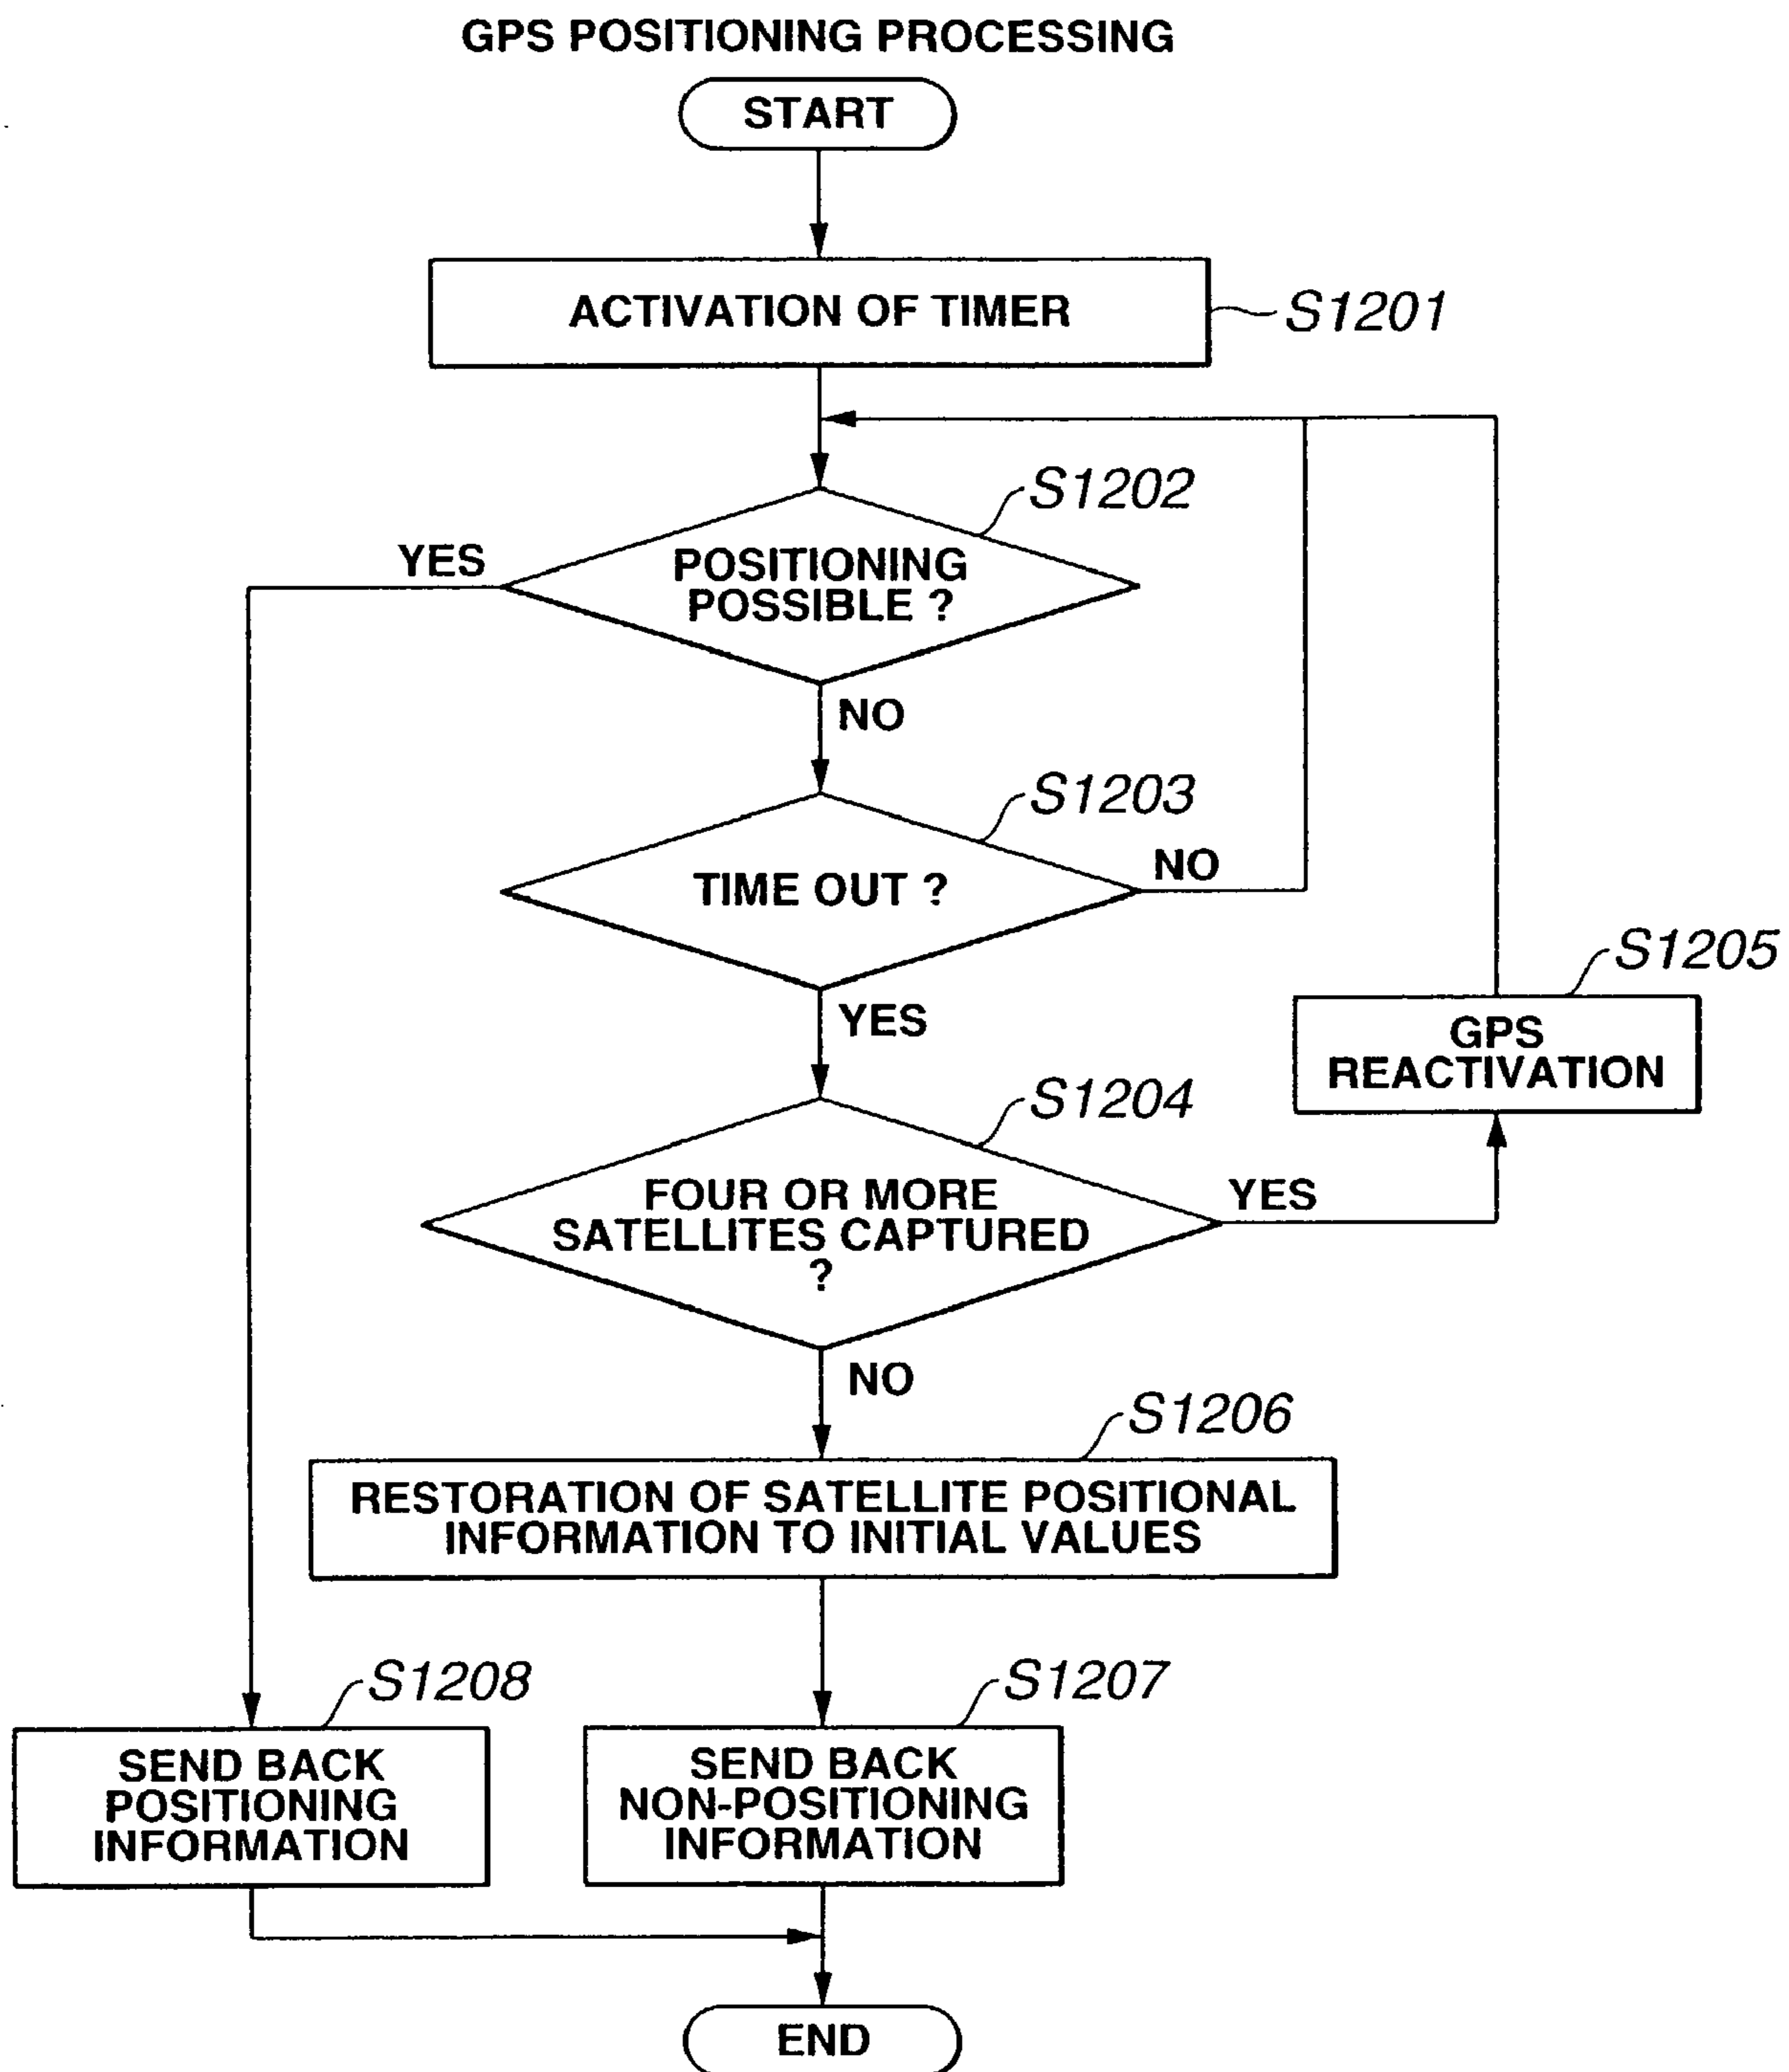 GPS POSITIONING PROCESSING
START
ACTIVATION OF TIMER
S1201
S1202
YES
POSITIONING
POSSIBLE ?
NO
S1203
TIME OUT ?
NO
YES
S1205
GPS
REACTIVATION
S1204
FOUR OR MORE
SATELLITES CAPTURED
?
YES
NO
S1206
RESTORATION OF SATELLITE POSITIONAL
INFORMATION TO INITIAL VALUES
S1208
SEND BACK
POSITIONING
INFORMATION
S1207
SEND BACK
NON-POSITIONING
INFORMATION
END